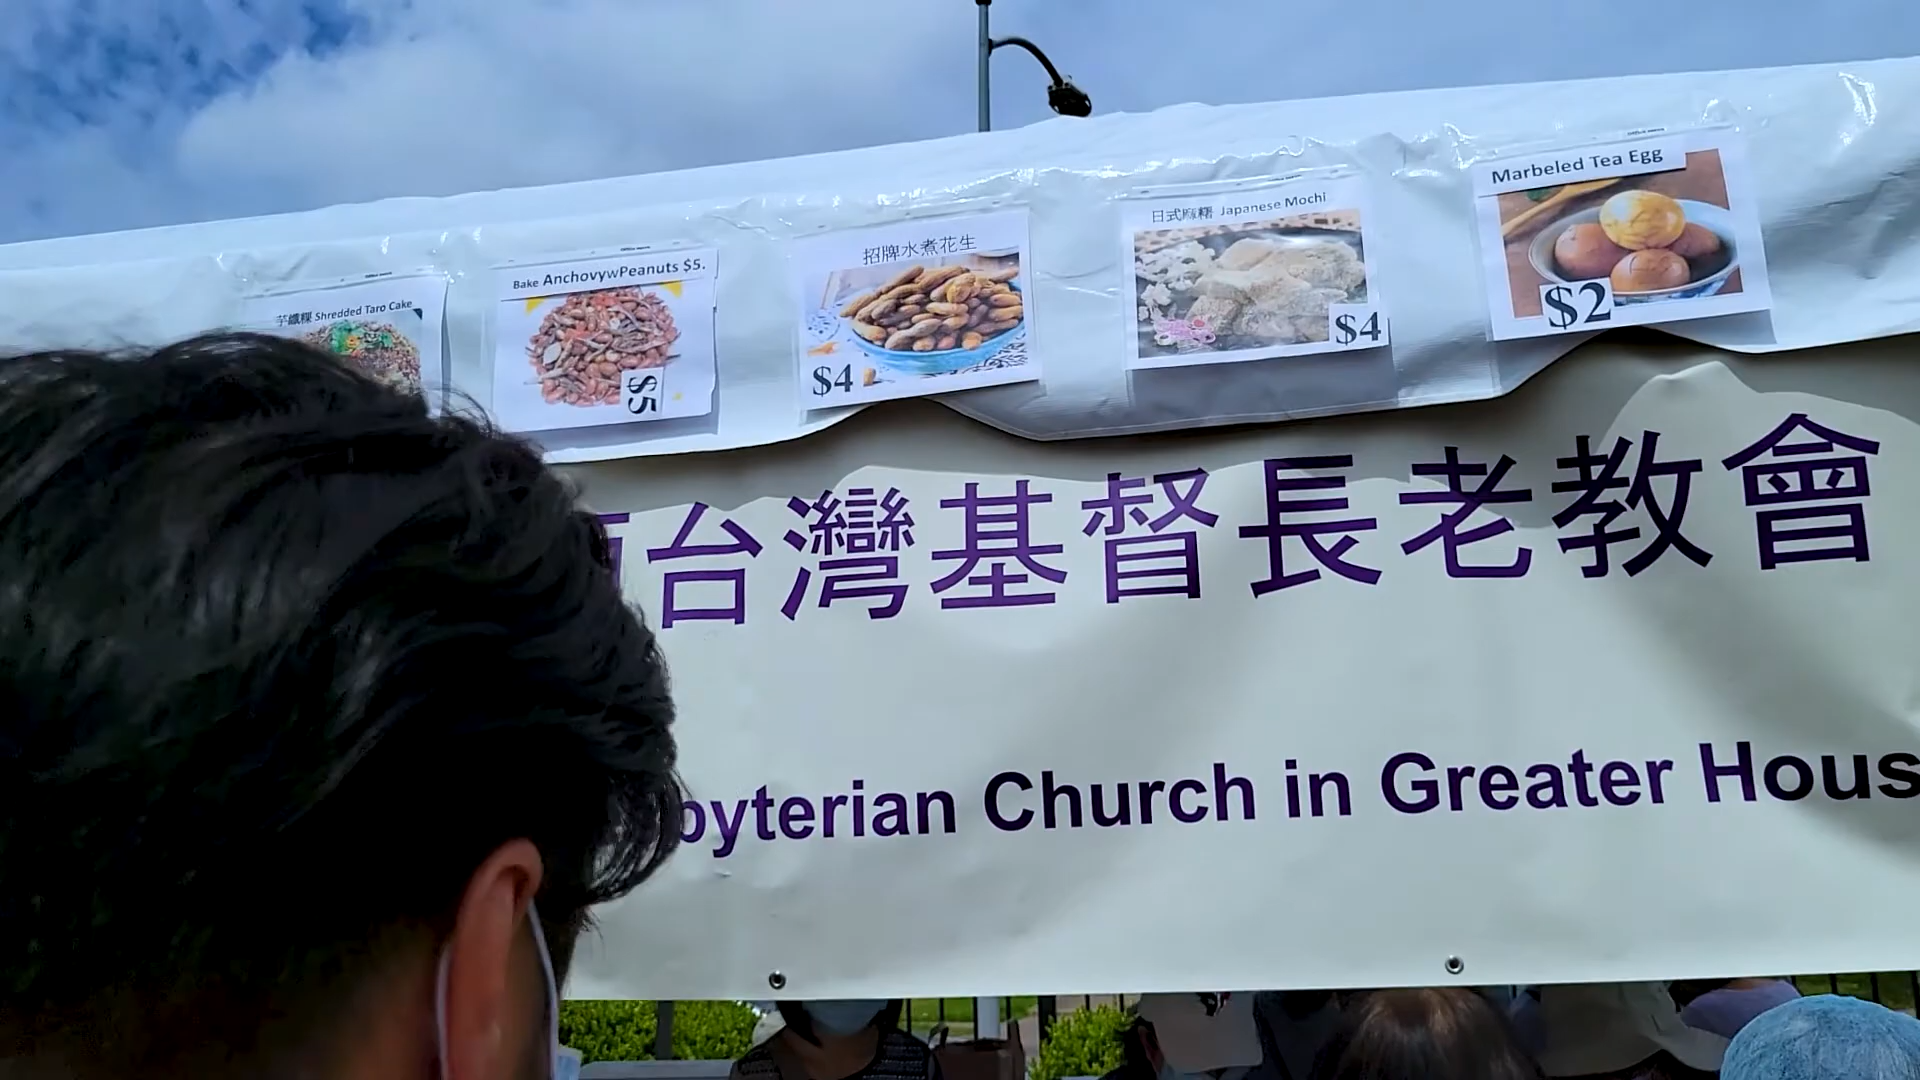 芋籤粿 Shredded Taro Cake
Bake AnchovywPeanuts $5.
$5
招牌水煮花生
$4
日式麻糬 Japanese Mochi
$4
Marbeled Tea Egg
$2
台灣基督長老教會
byterian Church in Greater Hous